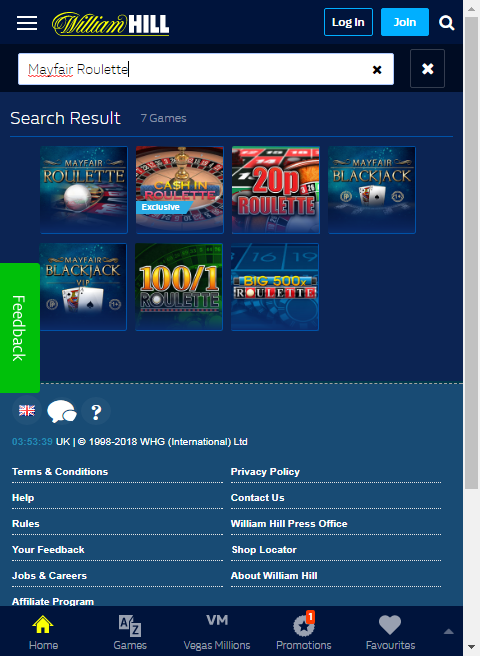 William HILL
Log In
Join
Mayfair Roulette
Search Result
7 Games
MAYFAIR ROULETTE
CA$H IN ROULETTE
Exclusive
20p ROULETTE
MAYFAIR BLACKJACK
MAYFAIR BLACKJACK VIP
100/1 ROULETTE
BIG 500x ROULETTE
Feedback
?
03:53:39 UK | © 1998-2018 WHG (International) Ltd
Terms & Conditions
Privacy Policy
Help
Contact Us
Rules
William Hill Press Office
Your Feedback
Shop Locator
Jobs & Careers
About William Hill
Affiliate Program
Home
A Z
Games
VM
Vegas Millions
1
Promotions
Favourites